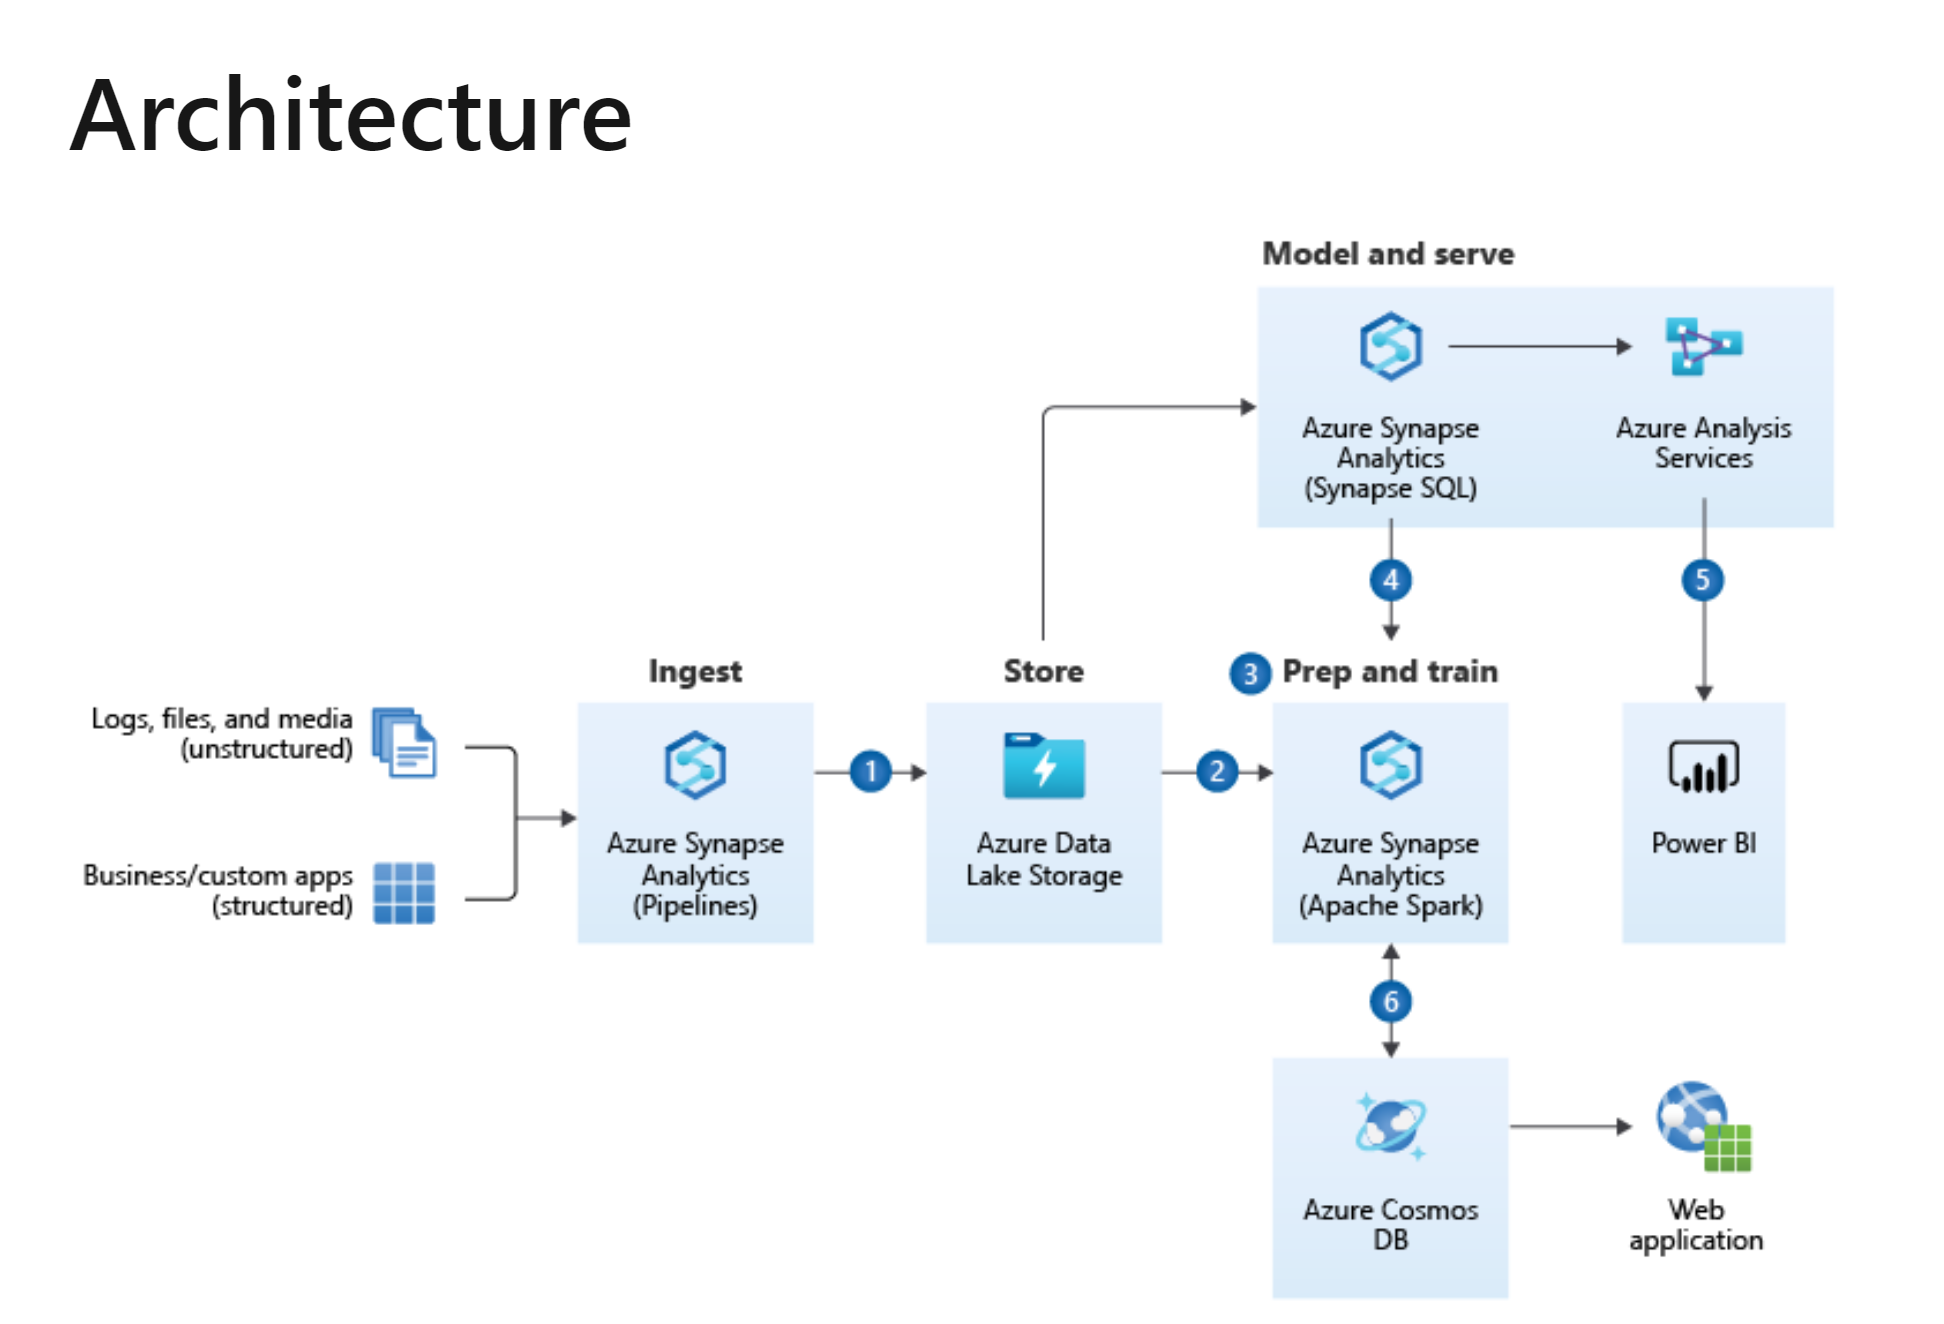 Architecture
Model and serve
Azure Synapse
Analytics
(Synapse SQL)
Azure Analysis
Services
4
5
Ingest
Store
3
Prep and train
Logs, files, and media
(unstructured)
Business/custom apps
(structured)
Azure Synapse
Analytics
(Pipelines)
1
Azure Data
Lake Storage
2
Azure Synapse
Analytics
(Apache Spark)
Power BI
6
Azure Cosmos
DB
Web
application